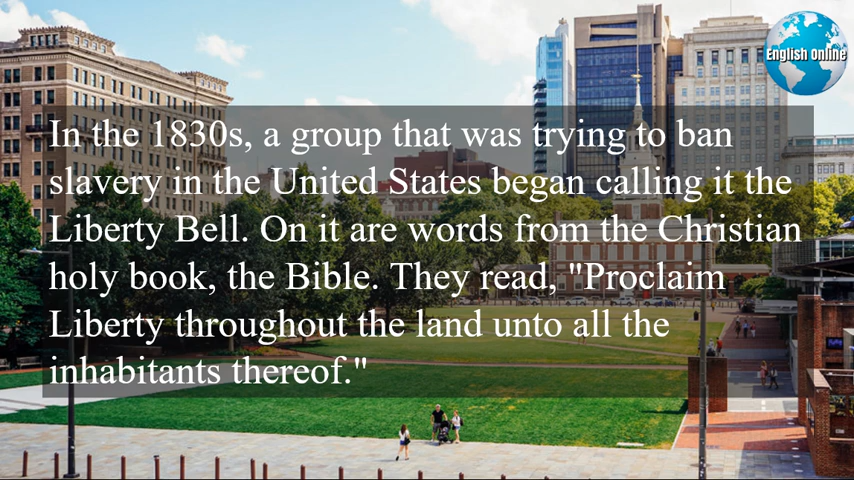 English Online
In the 1830s, a group that was trying to ban
slavery in the United States began calling it the
Liberty Bell. On it are words from the Christian
holy book, the Bible. They read, "Proclaim
Liberty throughout the land unto all the
inhabitants thereof."